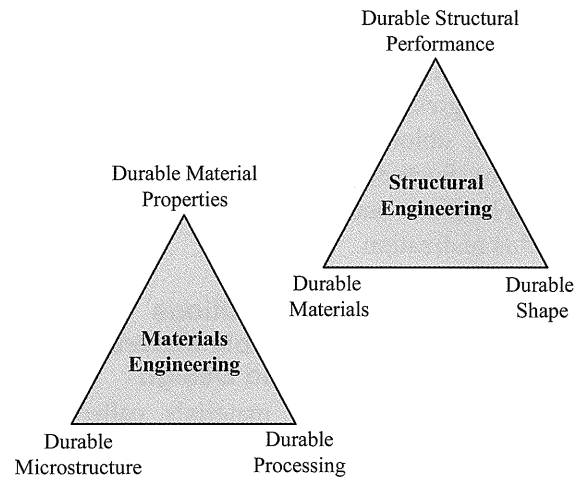 Durable Structural
Performance
Structural
Engineering
Durable
Materials
Durable
Shape
Durable Material
Properties
Materials
Engineering
Durable
Microstructure
Durable
Processing